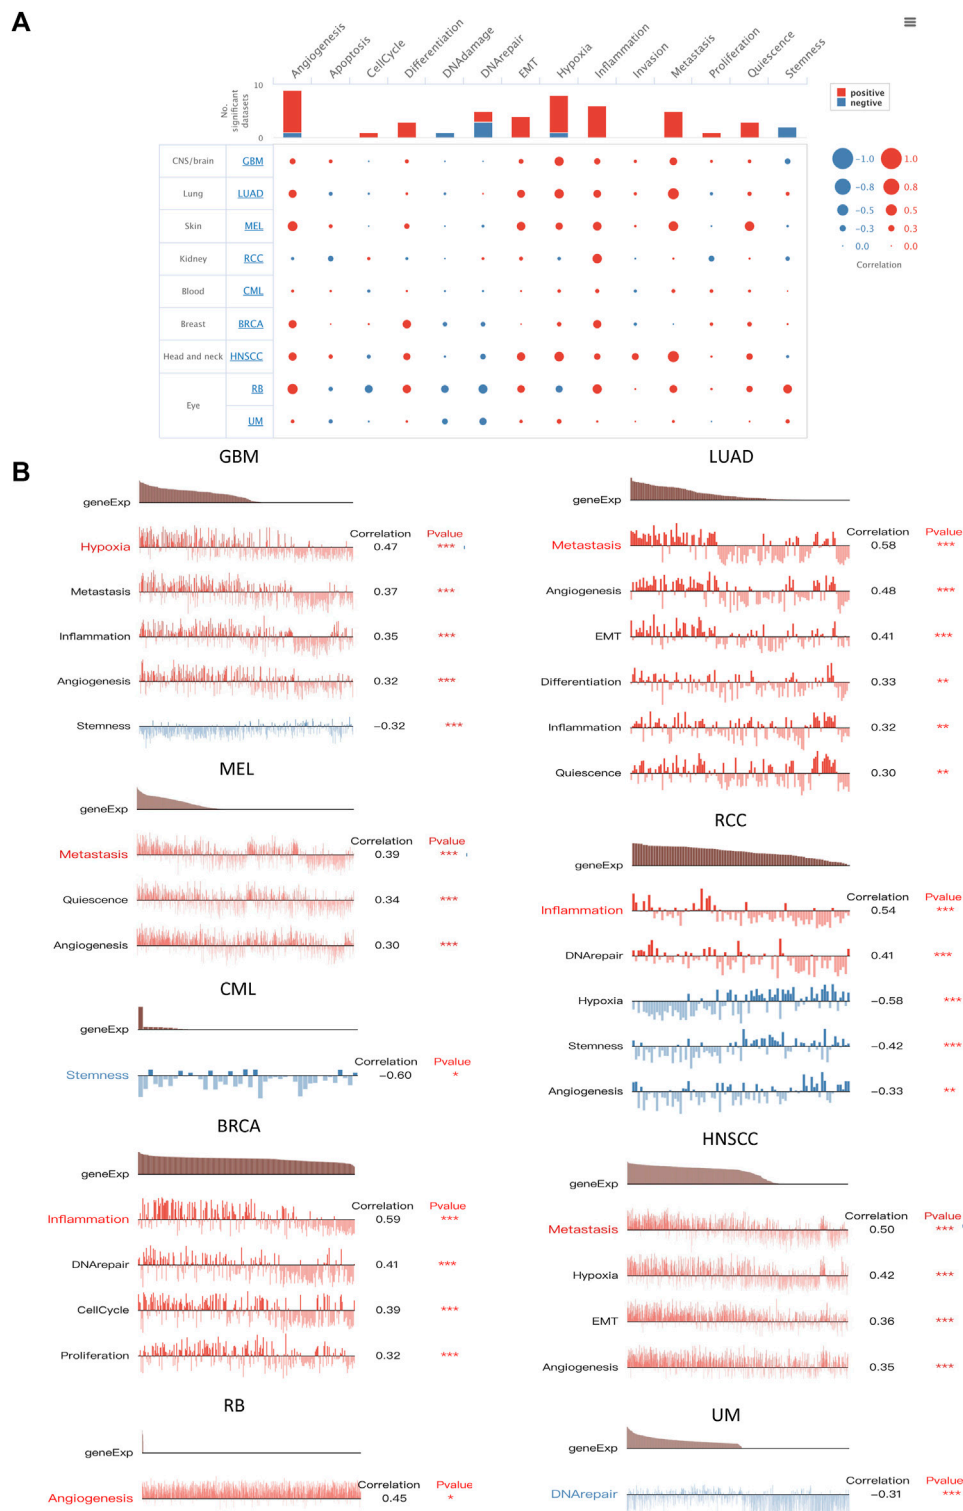 A
Angiogenesis
Apoptosis
CellCycle
Differentiation
DNAdamage
DNArepair
EMT
Hypoxia
Inflammation
Invasion
Metastasis
Proliferation
Quiescence
Stemness
No. significant datasets
10
5
0
positive
negtive
CNS/brain GBM
Lung LUAD
Skin MEL
Kidney RCC
Blood CML
Breast BRCA
Head and neck HNSCC
Eye RB
UM
−1.0 1.0
−0.8 0.8
−0.5 0.5
−0.3 0.3
0.0 0.0
Correlation
B
GBM
geneExp
Correlation Pvalue
Hypoxia 0.47 ***
Metastasis 0.37 ***
Inflammation 0.35 ***
Angiogenesis 0.32 ***
Stemness −0.32 ***
LUAD
geneExp
Correlation Pvalue
Metastasis 0.58 ***
Angiogenesis 0.48 ***
EMT 0.41 ***
Differentiation 0.33 **
Inflammation 0.32 **
Quiescence 0.30 **
MEL
geneExp
Correlation Pvalue
Metastasis 0.39 ***
Quiescence 0.34 ***
Angiogenesis 0.30 ***
RCC
geneExp
Correlation Pvalue
Inflammation 0.54 ***
DNArepair 0.41 ***
Hypoxia −0.58 ***
Stemness −0.42 ***
Angiogenesis −0.33 **
CML
geneExp
Correlation Pvalue
Stemness −0.60 *
BRCA
geneExp
Correlation Pvalue
Inflammation 0.59 ***
DNArepair 0.41 ***
CellCycle 0.39 ***
Proliferation 0.32 ***
HNSCC
geneExp
Correlation Pvalue
Metastasis 0.50 ***
Hypoxia 0.42 ***
EMT 0.36 ***
Angiogenesis 0.35 ***
RB
geneExp
Correlation Pvalue
Angiogenesis 0.45 *
UM
geneExp
Correlation Pvalue
DNArepair −0.31 ***